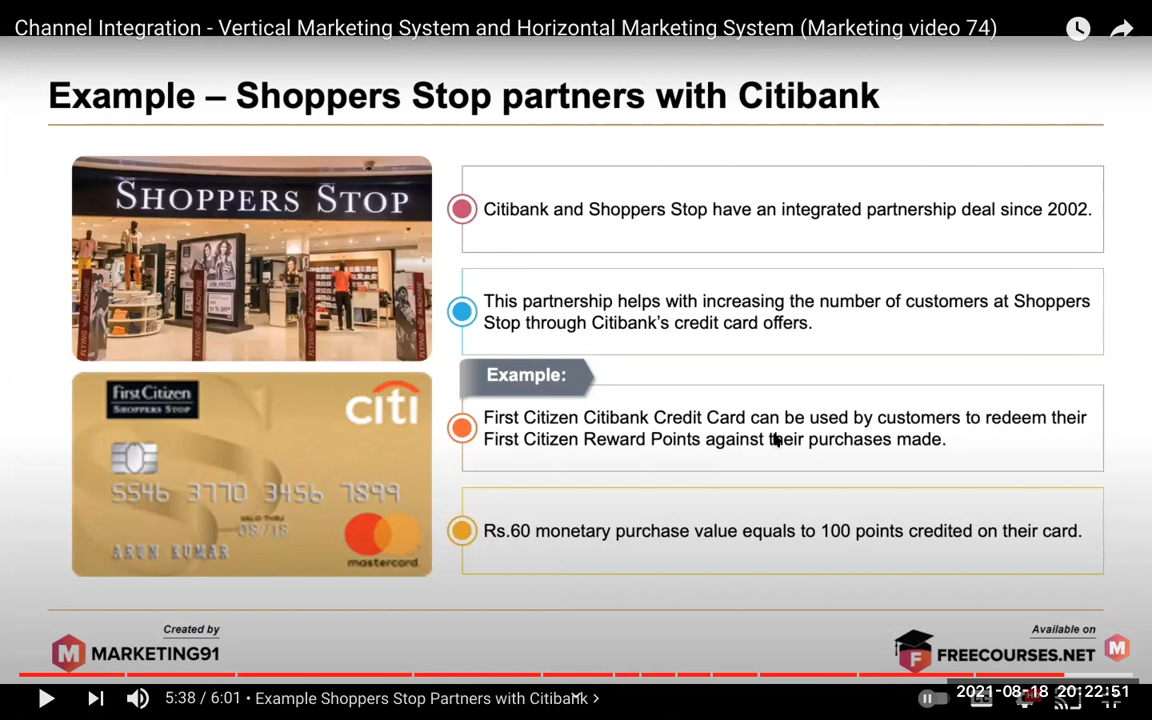 Channel Integration - Vertical Marketing System and Horizontal Marketing System (Marketing video 74)
Example – Shoppers Stop partners with Citibank
SHOPPERS STOP
Citibank and Shoppers Stop have an integrated partnership deal since 2002.
This partnership helps with increasing the number of customers at Shoppers
Stop through Citibank's credit card offers.
Example:
First Citizen Citibank Credit Card can be used by customers to redeem their
First Citizen Reward Points against their purchases made.
Rs.60 monetary purchase value equals to 100 points credited on their card.
First Citizen
SHOPPERS STOP
citi
5546 3770 3456 7899
VALID THRU
08/18
ARUN KUMAR
mastercard
Created by
M MARKETING91
Available on
F FREECOURSES.NET M
5:38 / 6:01 • Example Shoppers Stop Partners with Citibank >
2021-08-18 20:22:51